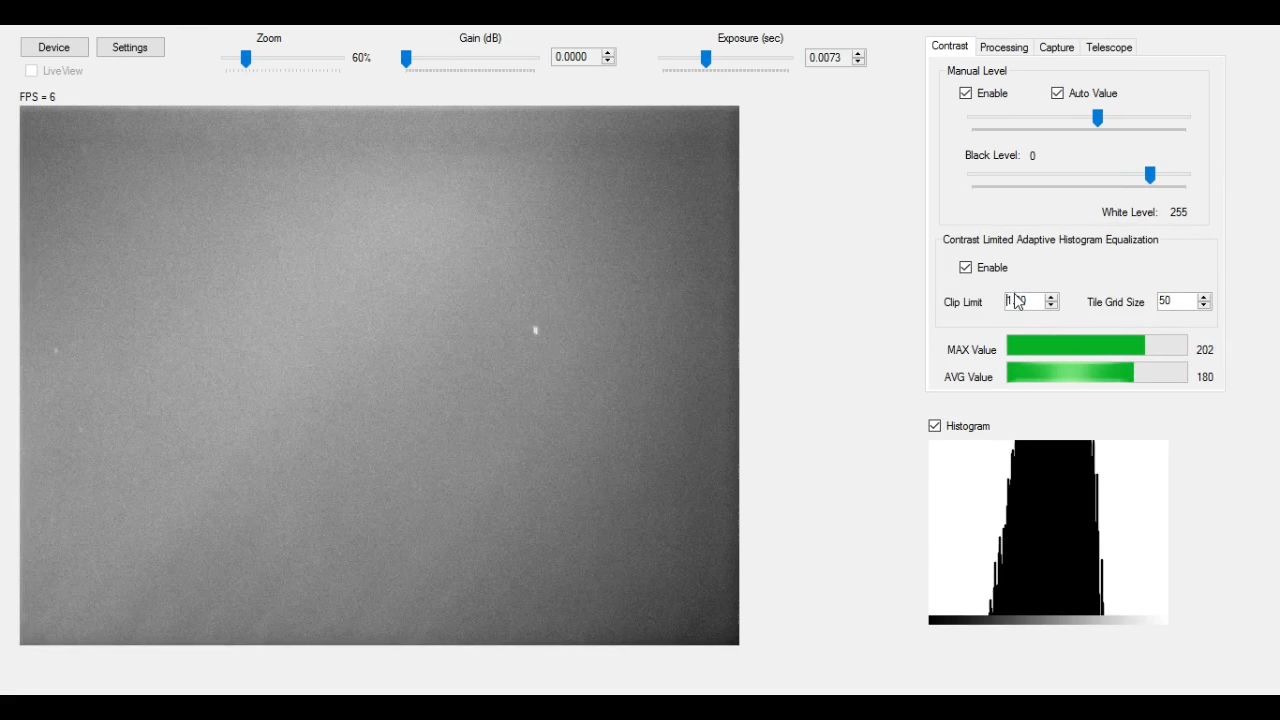 Device
Settings
Zoom
60%
Gain (dB)
0.0000
Exposure (sec)
0.0073
LiveView
FPS = 6
Contrast
Processing
Capture
Telescope
Manual Level
Enable
Auto Value
Black Level: 0
White Level: 255
Contrast Limited Adaptive Histogram Equalization
Enable
Clip Limit
Tile Grid Size
50
MAX Value
202
AVG Value
180
Histogram